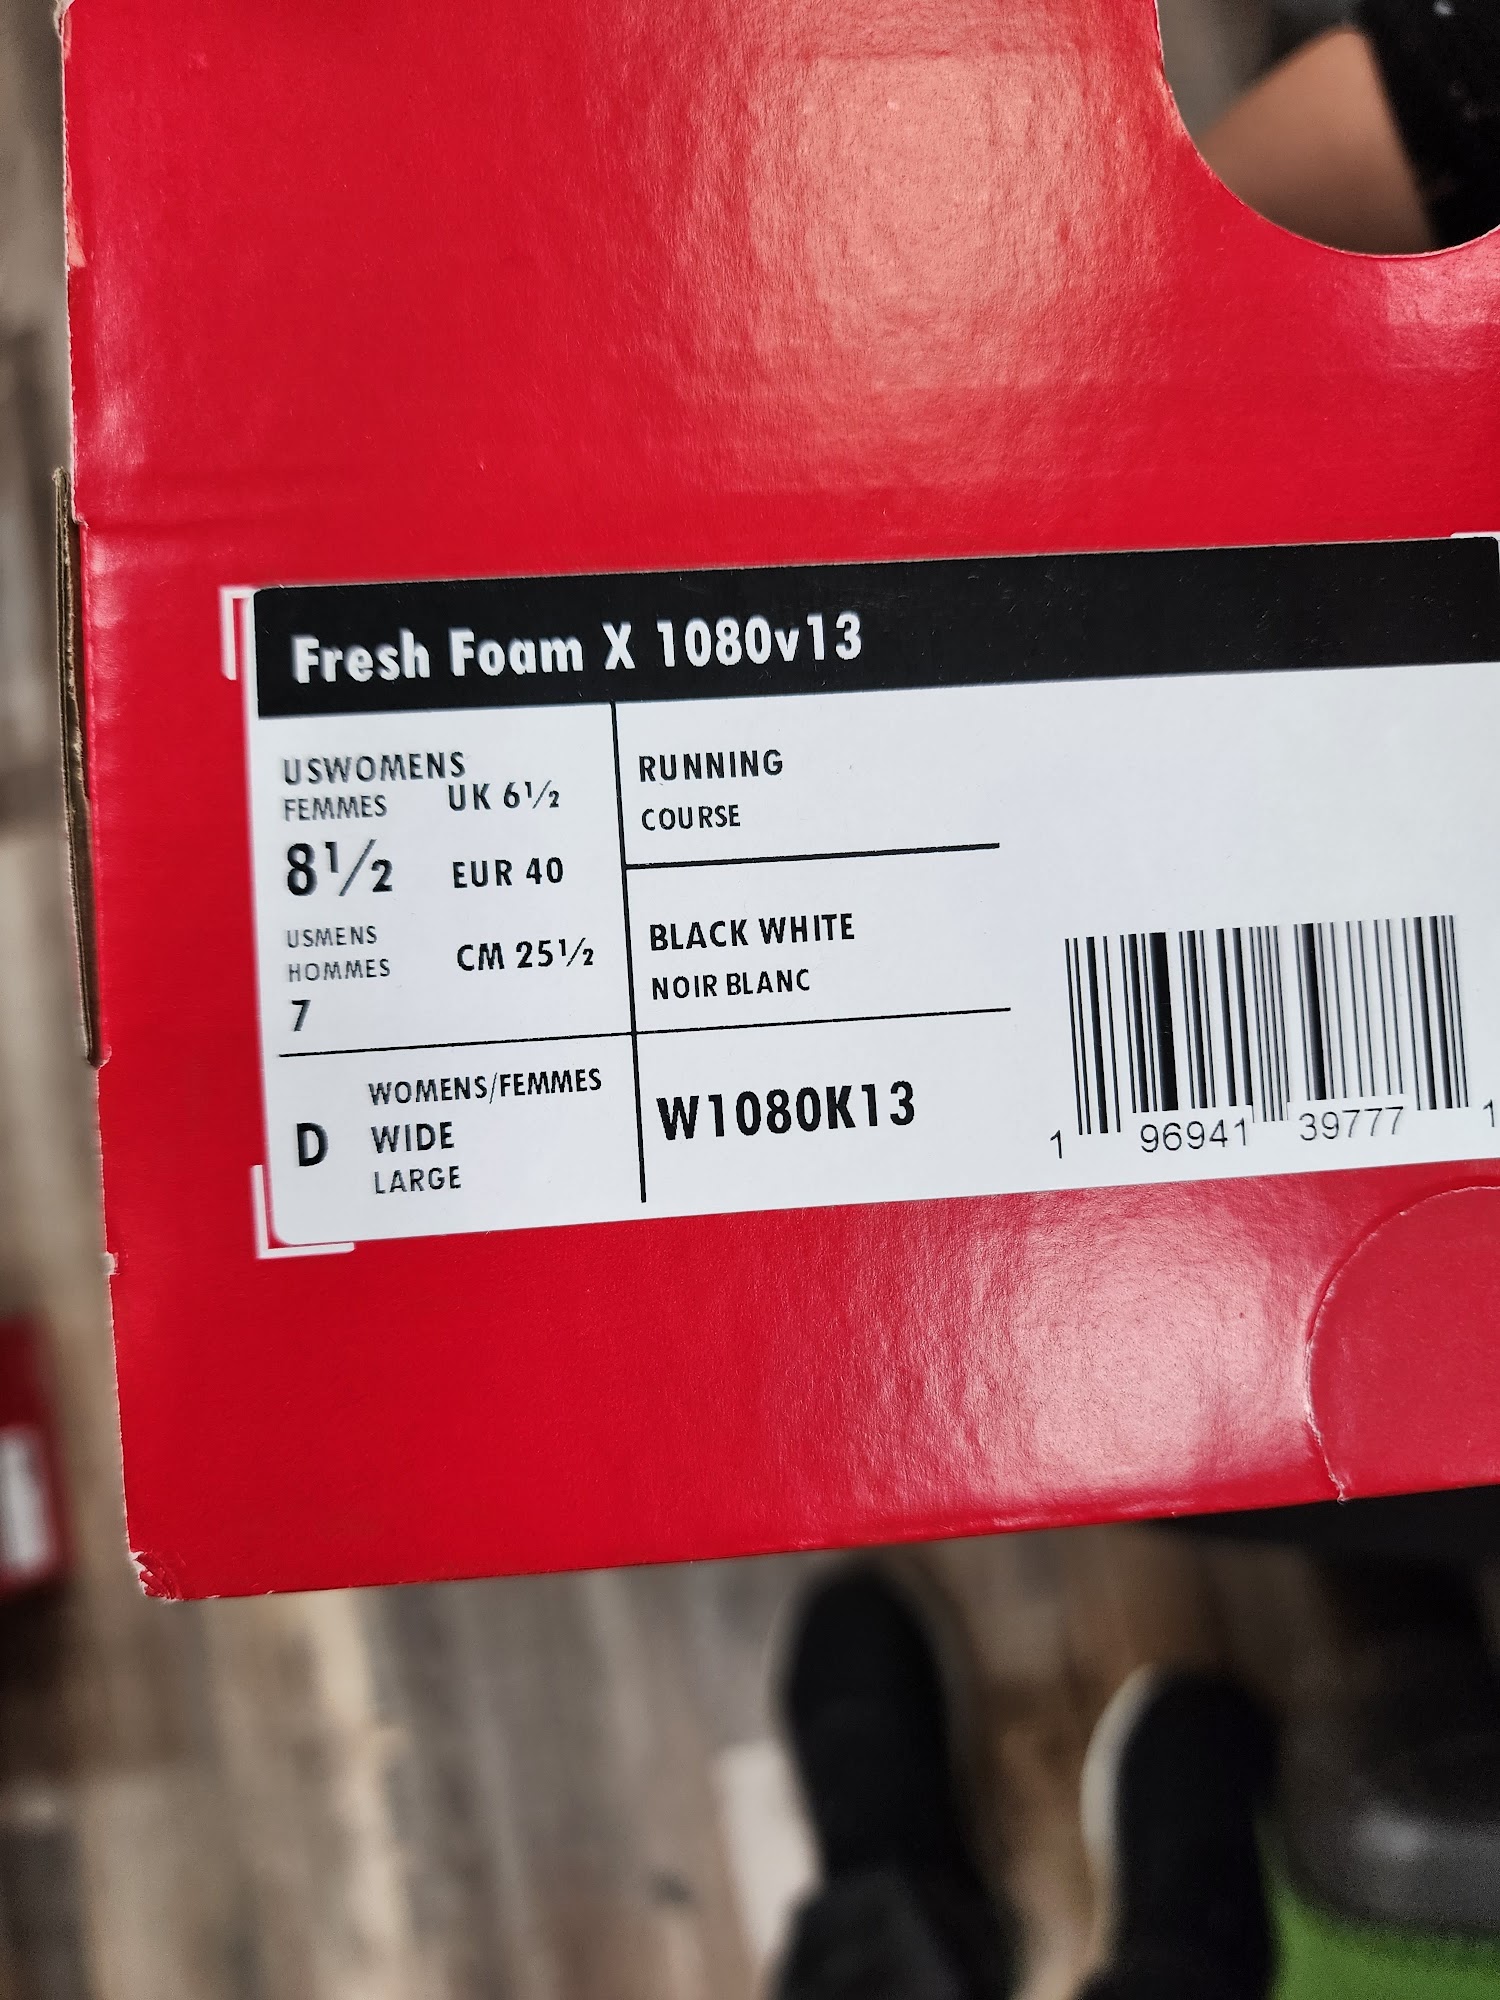 Fresh Foam X 1080v13
USWOMENS
FEMMES
8½
UK 6½
EUR 40
CM 25½
USMENS
HOMMES
7
D
WOMENS/FEMMES
WIDE
LARGE
RUNNING
COURSE
BLACK WHITE
NOIR BLANC
W1080K13
1 96941 39777 1